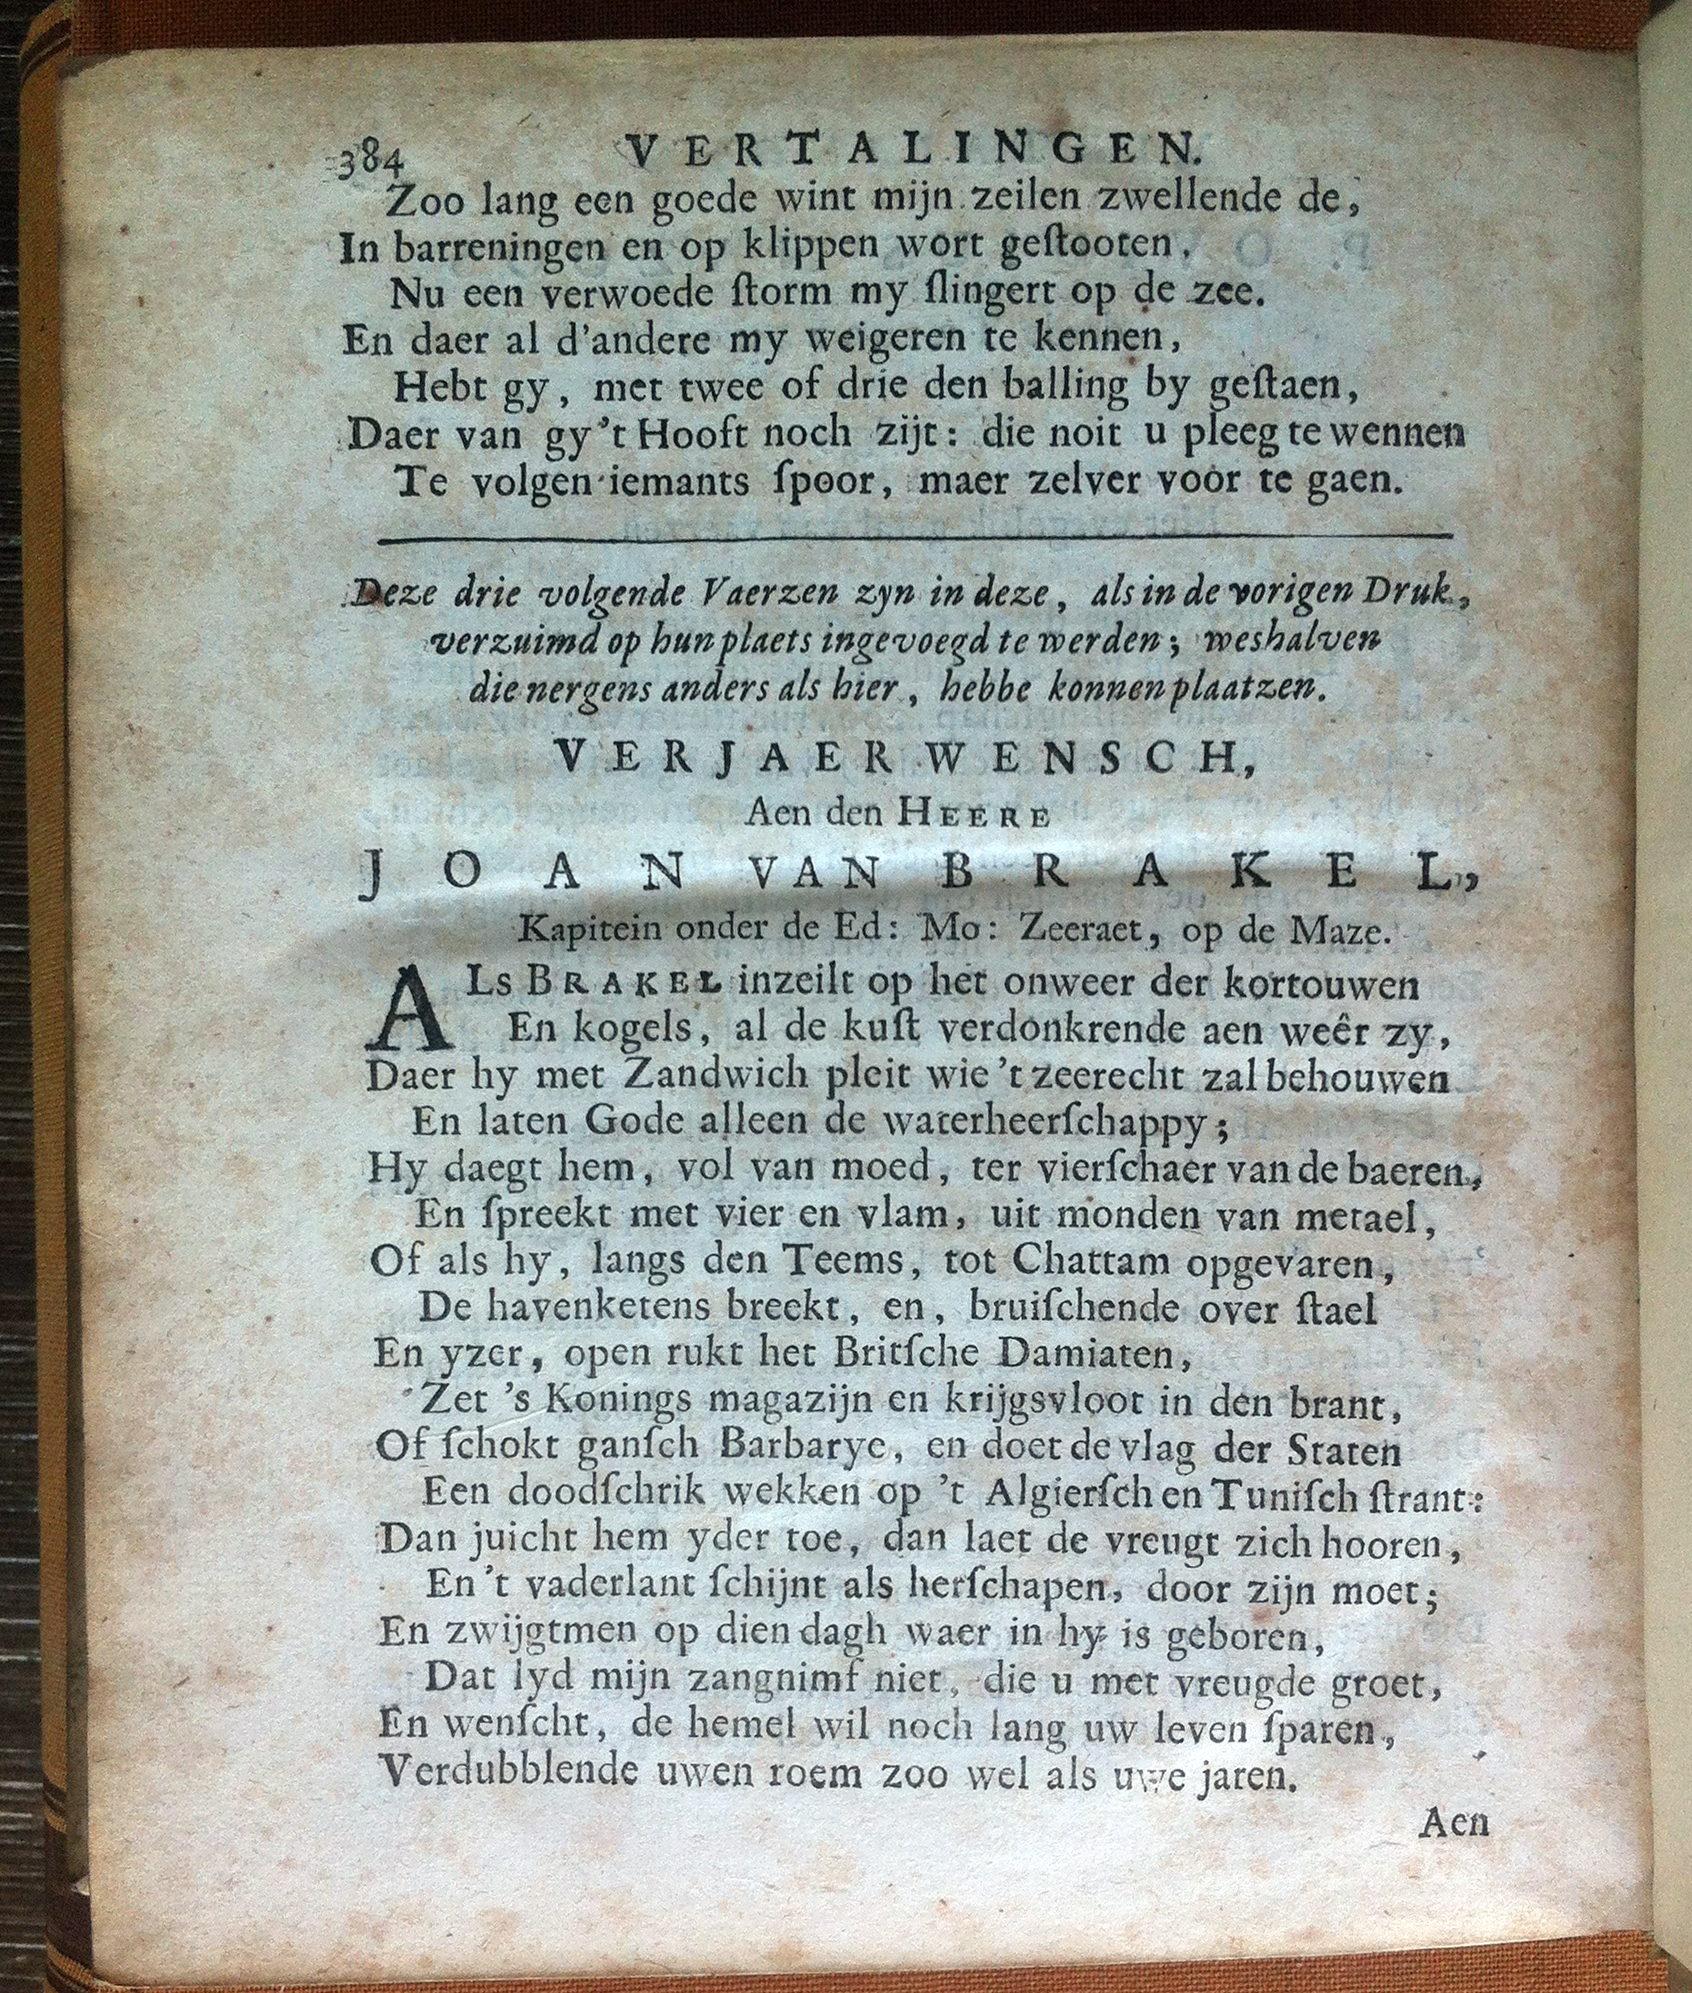 384 VERTALINGEN.
Zoo lang een goede wint mijn zeilen zwellende de,
In barreningen en op klippen wort geſtooten,
Nu een verwoede ſtorm my ſlingert op de zee.
En daer al d'andere my weigeren te kennen,
Hebt gy, met twee of drie den balling by geſtaen,
Daer van gy 't Hooft noch zijt: die noit u pleeg te wennen
Te volgen iemants ſpoor, maer zelver voor te gaen.
Deze drie volgende Vaerzen zyn in deze, als in de vorigen Druk,
verzuimd op hun plaets ingevoegd te werden; weshalven
die nergens anders als hier, hebbe konnen plaatzen.
VERJAERWENSCH,
Aen den HEERE
JOAN VAN BRAKEL,
Kapitein onder de Ed: Mo: Zeeraet, op de Maze.
ALs BRAKEL inzeilt op het onweer der kortouwen
En kogels, al de kuſt verdonkrende aen weêr zy,
Daer hy met Zandwich pleit wie 't zeerecht zal behouwen
En laten Gode alleen de waterheerſchappy;
Hy daegt hem, vol van moed, ter vierſchaer van de baeren,
En ſpreekt met vier en vlam, uit monden van metael,
Of als hy, langs den Teems, tot Chattam opgevaren,
De havenketens breekt, en, bruiſchende over ſtael
En yzer, open rukt het Britſche Damiaten,
Zet 's Konings magazijn en krijgsvloot in den brant,
Of ſchokt ganſch Barbarye, en doet de vlag der Staten
Een doodſchrik wekken op 't Algierſch en Tuniſch ſtrant:
Dan juicht hem yder toe, dan laet de vreugt zich hooren,
En 't vaderlant ſchijnt als herſchapen, door zijn moet;
En zwijgtmen op dien dagh waer in hy is geboren,
Dat lyd mijn zangnimf niet, die u met vreugde groet,
En wenſcht, de hemel wil noch lang uw leven ſparen,
Verdubblende uwen roem zoo wel als uwe jaren.
Aen